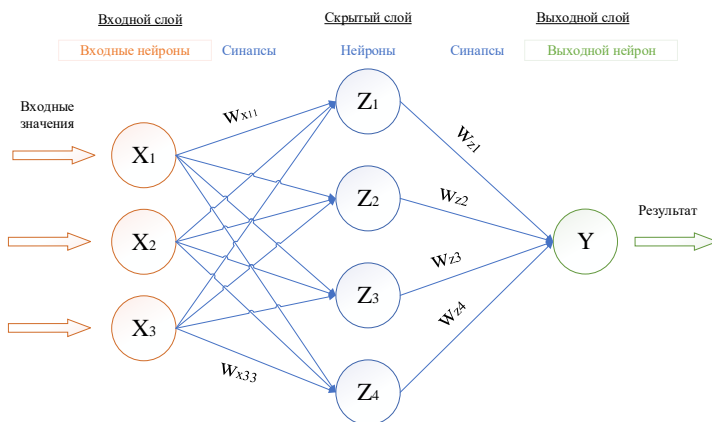 Входной слой
Скрытый слой
Выходной слой
Входные нейроны
Синапсы
Нейроны
Синапсы
Выходной нейрон
Входные
значения
X1
X2
X3
Wx11
Wx33
Z1
Z2
Z3
Z4
Wz1
Wz2
Wz3
Wz4
Y
Результат